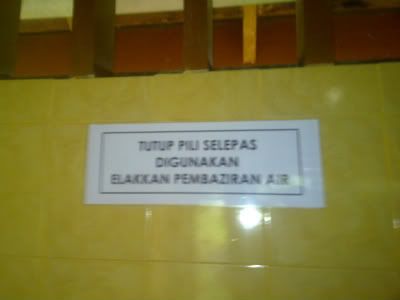 TUTUP PILI SELEPAS
DIGUNAKAN
ELAKKAN PEMBAZIRAN AIR